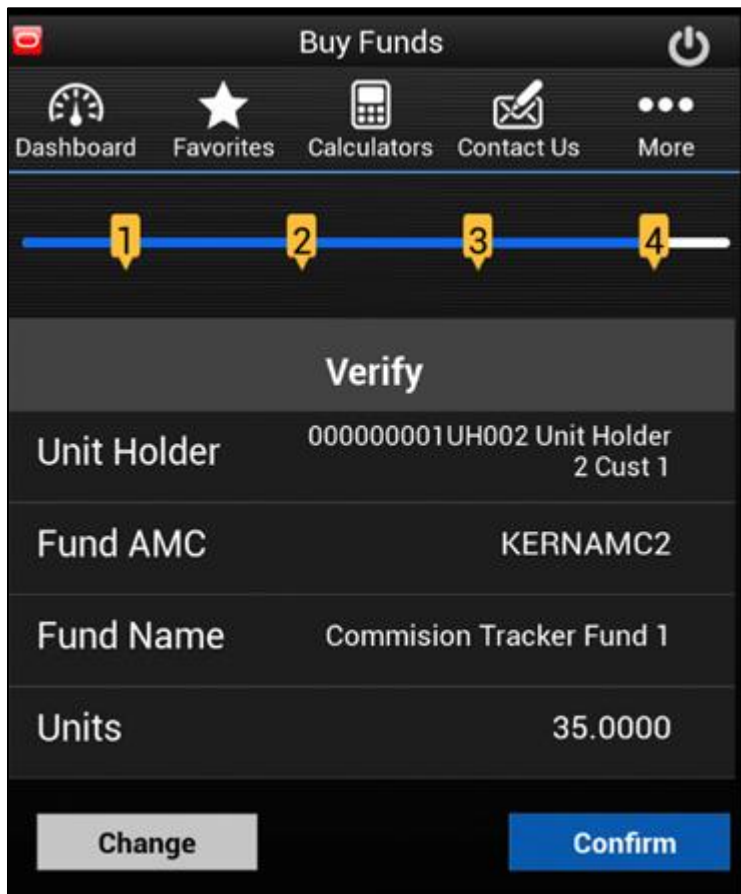 Buy Funds
Dashboard Favorites Calculators Contact Us More
1 2 3 4
Verify
Unit Holder 000000001UH002 Unit Holder
2 Cust 1
Fund AMC KERNAMC2
Fund Name Commision Tracker Fund 1
Units 35.0000
Change Confirm